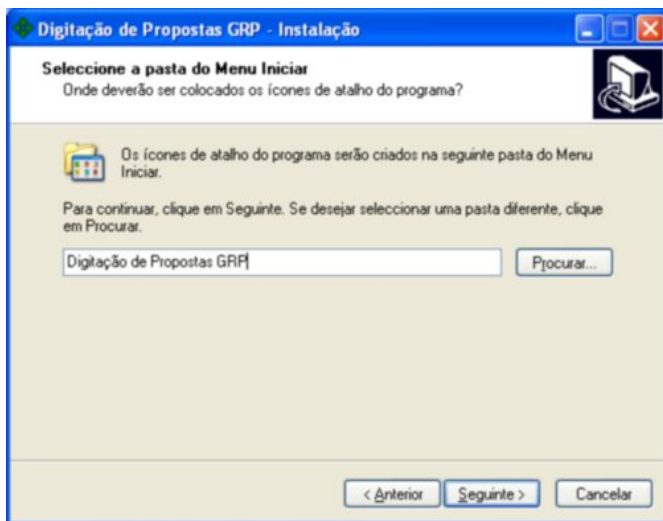 Digitação de Propostas GRP - Instalação
Seleccione a pasta do Menu Iniciar
Onde deverão ser colocados os ícones de atalho do programa?
Os ícones de atalho do programa serão criados na seguinte pasta do Menu
Iniciar.
Para continuar, clique em Seguinte. Se desejar seleccionar uma pasta diferente, clique
em Procurar.
Digitação de Propostas GRP
Procurar...
< Anterior
Seguinte >
Cancelar